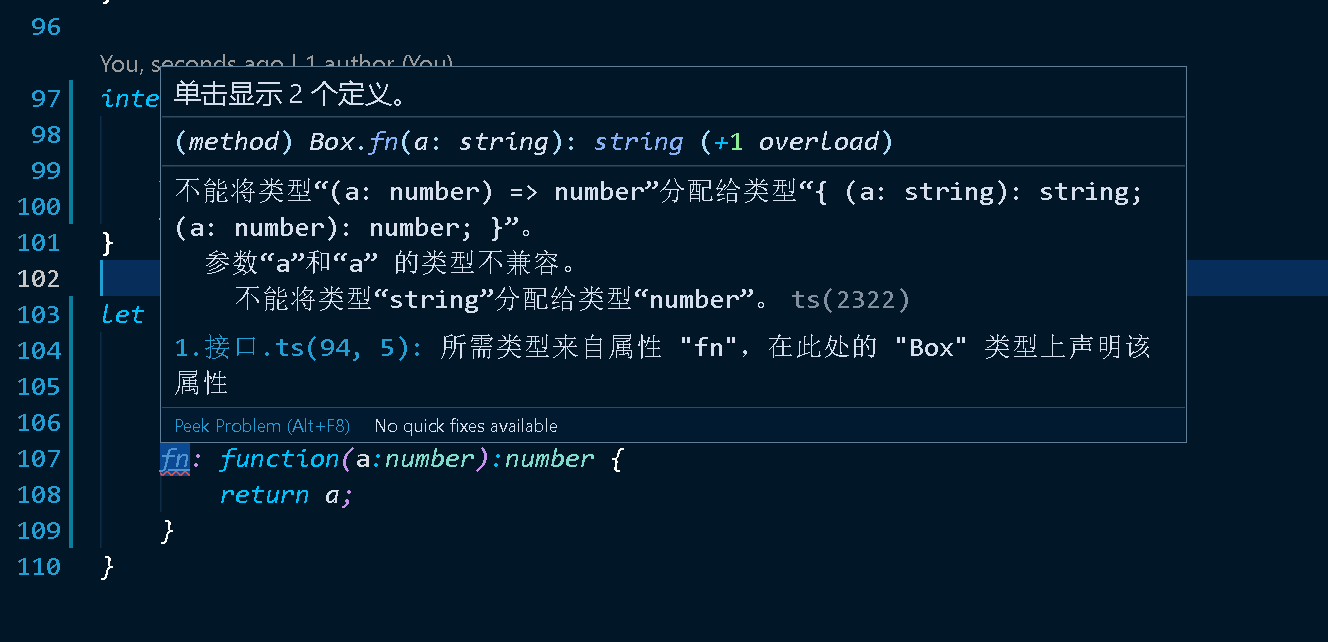 96
You, seconds ago | 1 author (You)
97 inte
单击显示 2 个定义。
98
(method) Box.fn(a: string): string (+1 overload)
99
不能将类型“(a: number) => number”分配给类型“{ (a: string): string;
100
(a: number): number; }”。
101 }
参数“a”和“a” 的类型不兼容。
102
不能将类型“string”分配给类型“number”。 ts(2322)
103 let
104
1.接口.ts(94, 5): 所需类型来自属性 "fn"，在此处的 "Box" 类型上声明该
105
属性
106
Peek Problem (Alt+F8) No quick fixes available
107 fn: function(a:number):number {
108 return a;
109 }
110 }